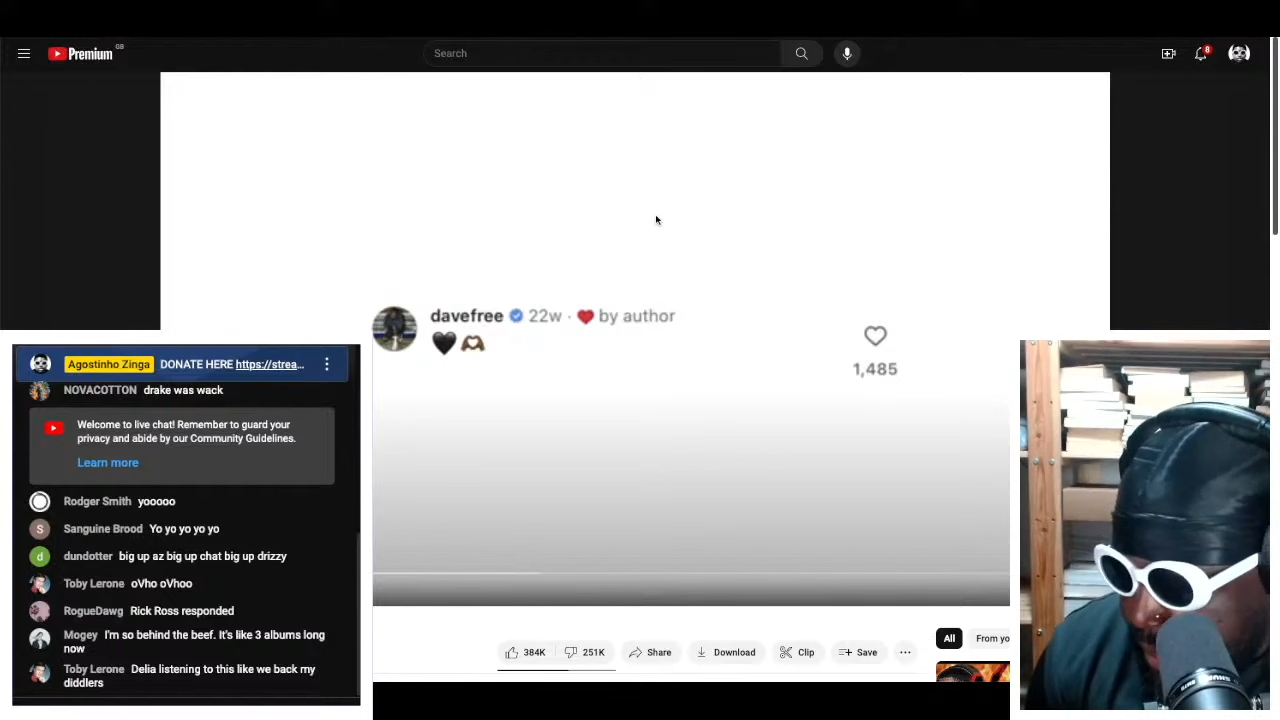 Premium GB
Search
8
davefree 22w · ❤️ by author
🖤 🫶🏾
1,485
Agostinho Zinga DONATE HERE https://strea...
NOVACOTTON drake was wack
Welcome to live chat! Remember to guard your
privacy and abide by our Community Guidelines.
Learn more
Rodger Smith yooooo
Sanguine Brood Yo yo yo yo yo
dundotter big up az big up chat big up drizzy
Toby Lerone oVho oVhoo
RogueDawg Rick Ross responded
Mogey I'm so behind the beef. It's like 3 albums long
now
Toby Lerone Delia listening to this like we back my
diddlers
384K 251K Share Download Clip Save ...
All From yo